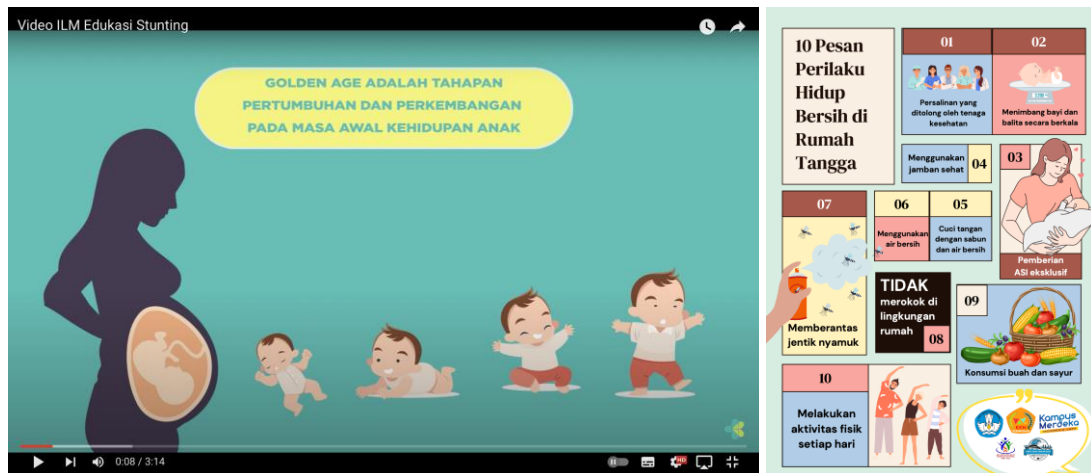 Video ILM Edukasi Stunting
GOLDEN AGE ADALAH TAHAPAN
PERTUMBUHAN DAN PERKEMBANGAN
PADA MASA AWAL KEHIDUPAN ANAK
0:08 / 3:14
HD
10 Pesan
Perilaku
Hidup
Bersih di
Rumah
Tangga
01
Persalinan yang
ditolong oleh tenaga
kesehatan
02
Menimbang bayi dan
balita secara berkala
03
Pemberian
ASI eksklusif
Menggunakan
jamban sehat
04
05
Cuci tangan
dengan sabun
dan air bersih
06
Menggunakan
air bersih
07
Memberantas
jentik nyamuk
TIDAK
merokok di
lingkungan
rumah
08
09
Konsumsi buah dan sayur
10
Melakukan
aktivitas fisik
setiap hari
Kampus
Merdeka